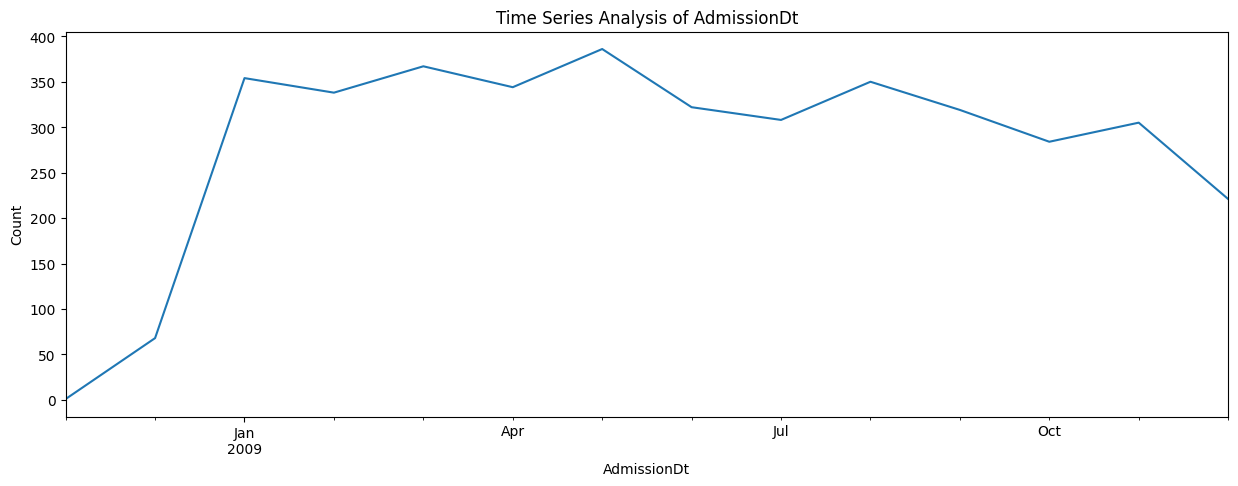 Time Series Analysis of AdmissionDt
400
350
300
250
200
150
100
50
0
Count
Jan
2009
Apr
Jul
Oct
AdmissionDt